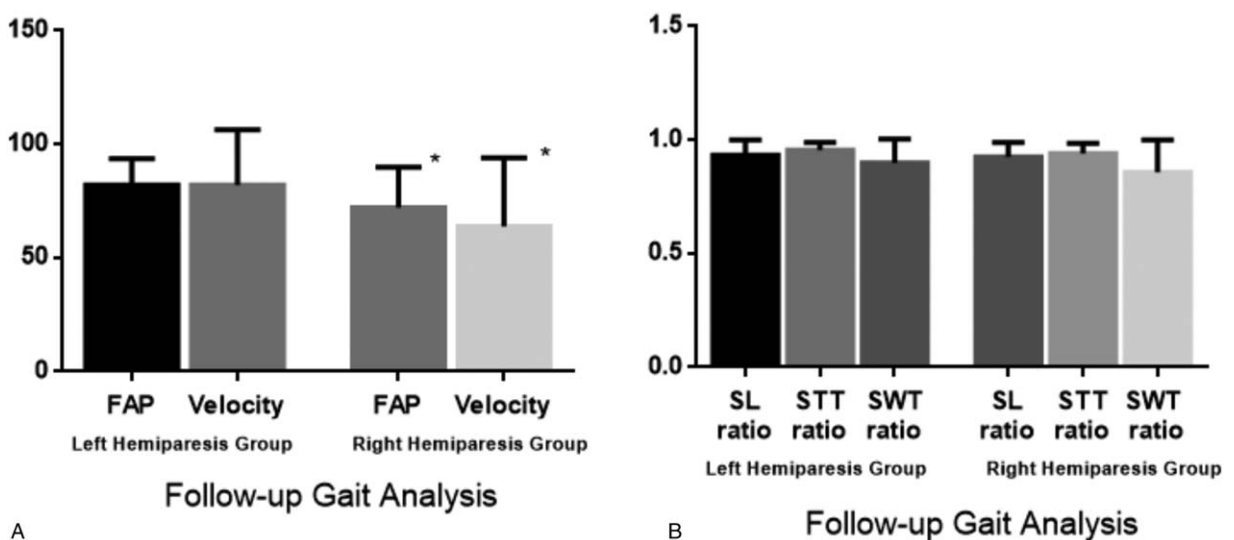 150
100
50
0
* *
FAP Velocity FAP Velocity
Left Hemiparesis Group Right Hemiparesis Group
Follow-up Gait Analysis
A
1.5
1.0
0.5
0.0
SL STT SWT SL STT SWT
ratio ratio ratio ratio ratio ratio
Left Hemiparesis Group Right Hemiparesis Group
Follow-up Gait Analysis
B